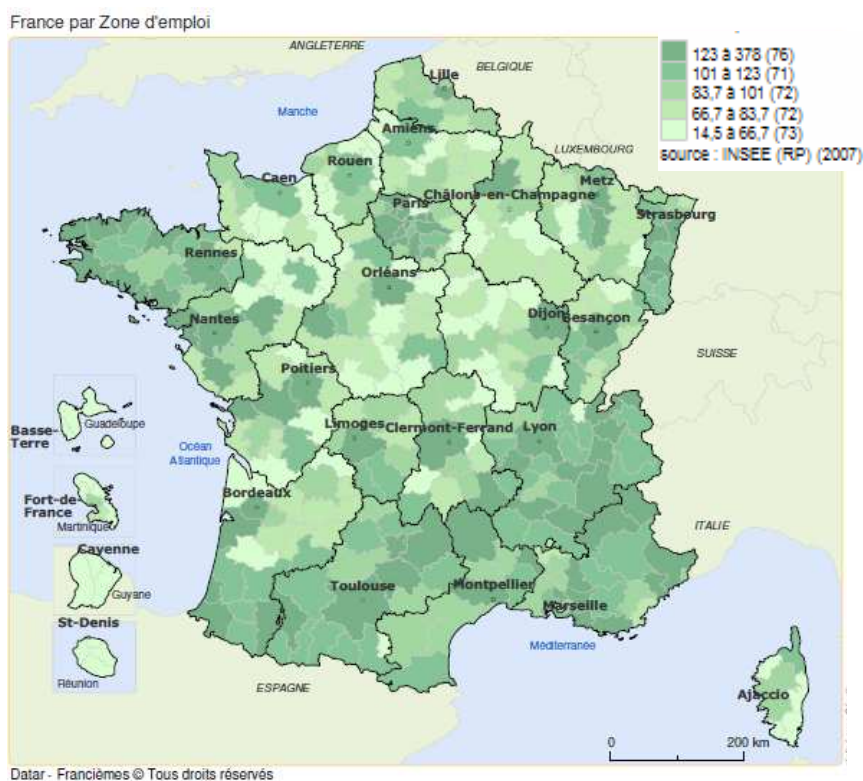 France par Zone d'emploi
ANGLETERRE
BELGIQUE
123 à 378 (76)
101 à 123 (71)
83,7 à 101 (72)
66,7 à 83,7 (72)
14,5 à 66,7 (73)
source : INSEE (RP) (2007)
Lille
Manche
Amiens
LUXEMBOURG
Rouen
Caen
Metz
Châlons-en-Champagne
Paris
Strasbourg
Rennes
Orléans
Nantes
Dijon
Besançon
SUISSE
Poitiers
Guadeloupe
Basse-
Terre
Limoges
Clermont-Ferrand
Lyon
Océan
Atlantique
Bordeaux
Fort-de-
France
Martinique
ITALIE
Cayenne
Guyane
Toulouse
Montpellier
Marseille
St-Denis
Réunion
Méditerranée
ESPAGNE
Ajaccio
0
200 km
Datar - Francièmes © Tous droits réservés